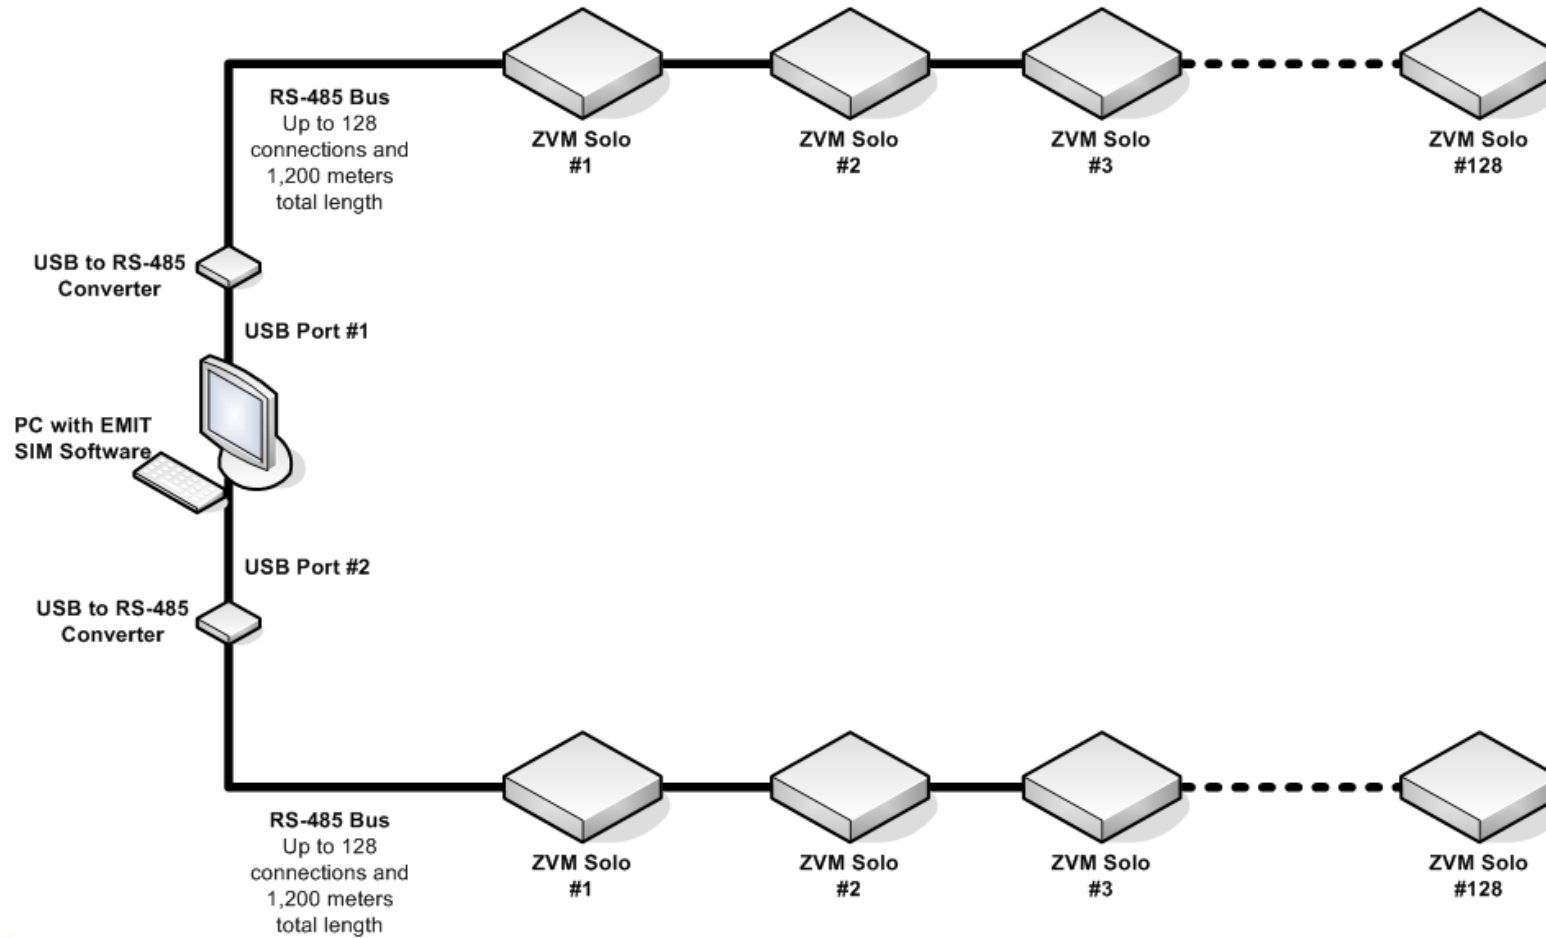 RS-485 Bus
Up to 128
connections and
1,200 meters
total length
ZVM Solo
#1
ZVM Solo
#2
ZVM Solo
#3
ZVM Solo
#128
USB to RS-485
Converter
USB Port #1
PC with EMIT
SIM Software
USB Port #2
USB to RS-485
Converter
RS-485 Bus
Up to 128
connections and
1,200 meters
total length
ZVM Solo
#1
ZVM Solo
#2
ZVM Solo
#3
ZVM Solo
#128